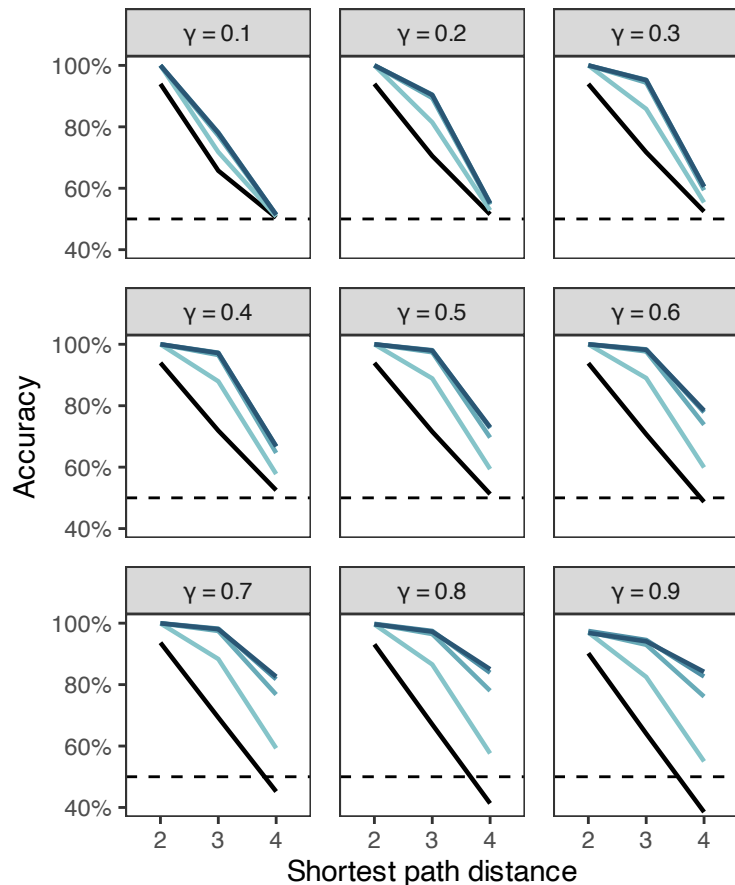 γ = 0.1
γ = 0.2
γ = 0.3
100%
80%
60%
40%
γ = 0.4
γ = 0.5
γ = 0.6
100%
80%
60%
40%
Accuracy
γ = 0.7
γ = 0.8
γ = 0.9
100%
80%
60%
40%
2 3 4
2 3 4
2 3 4
Shortest path distance